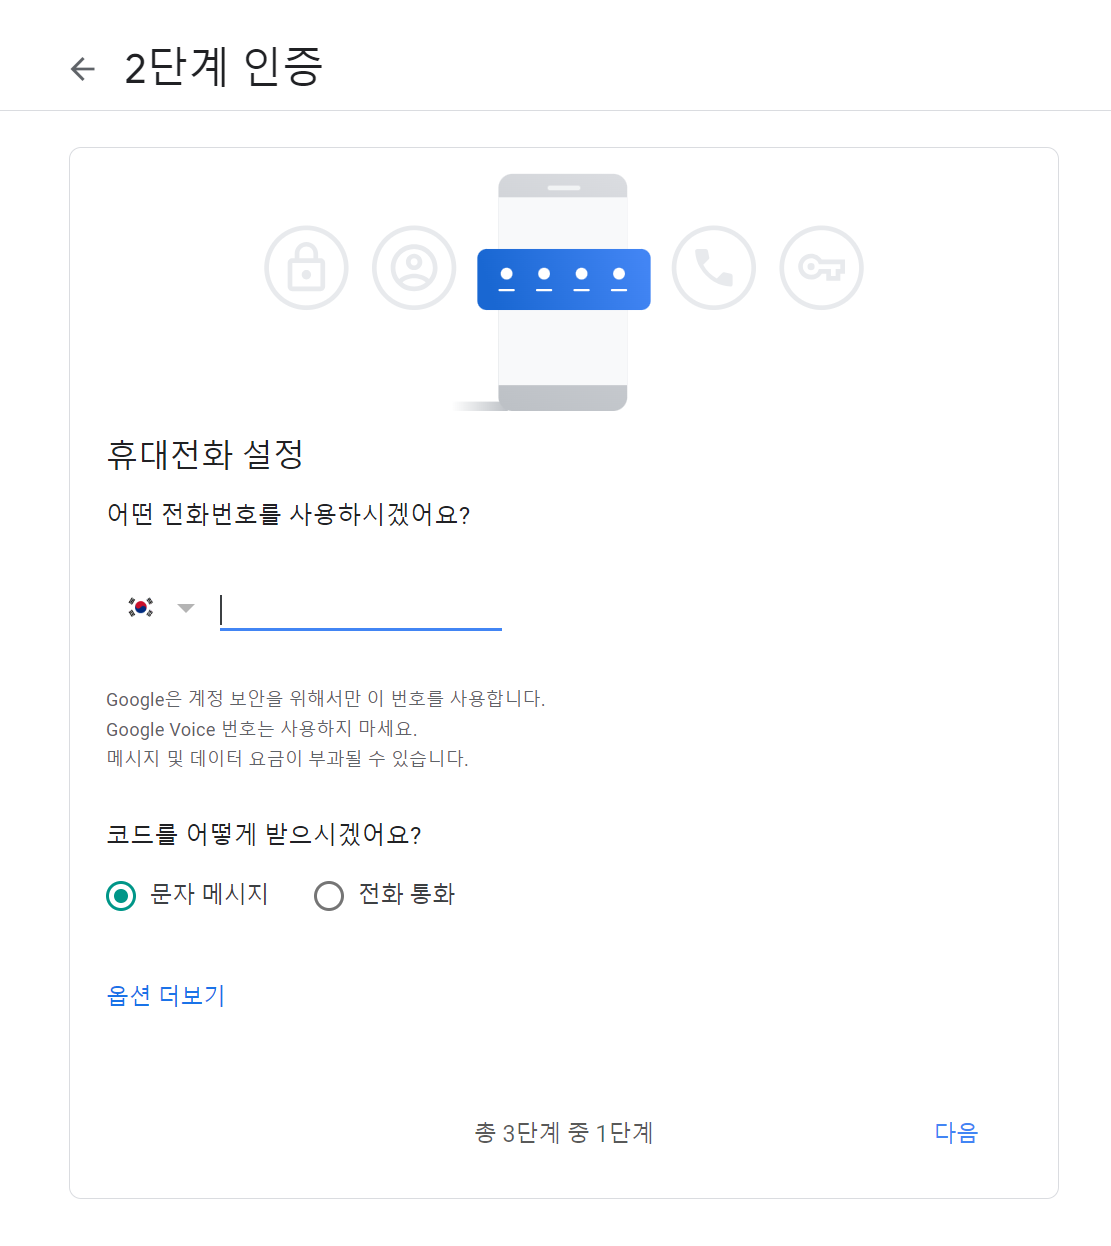 2단계 인증
휴대전화 설정
어떤 전화번호를 사용하시겠어요?
Google은 계정 보안을 위해서만 이 번호를 사용합니다.
Google Voice 번호는 사용하지 마세요.
메시지 및 데이터 요금이 부과될 수 있습니다.
코드를 어떻게 받으시겠어요?
문자 메시지 전화 통화
옵션 더보기
총 3단계 중 1단계 다음